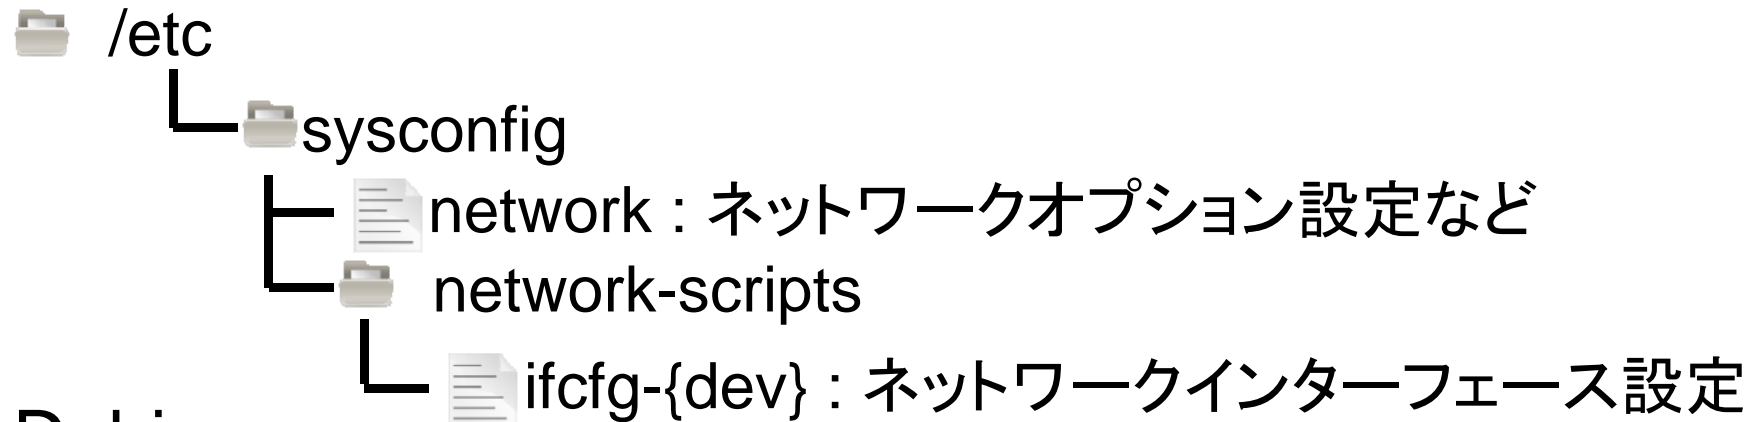 /etc
sysconfig
network : ネットワークオプション設定など
network-scripts
ifcfg-{dev} : ネットワークインターフェース設定